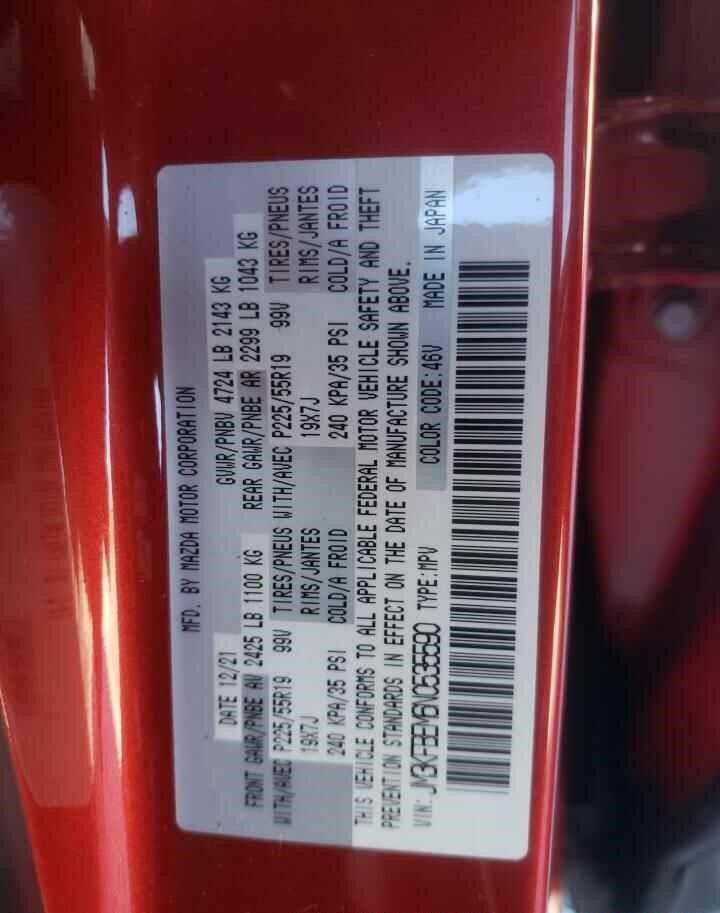 MFD. BY MAZDA MOTOR CORPORATION
DATE 12/21 GVWR/PNBV 4724 LB 2143 KG
FRONT GAWR/PNBE AV 2425 LB 1100 KG REAR GAWR/PNBE AR 2299 LB 1043 KG
WITH/AVEC P225/55R19 99V TIRES/PNEUS WITH/AVEC P225/55R19 99V TIRES/PNEUS
19X7J RIMS/JANTES 19X7J RIMS/JANTES
240 KPA/35 PSI COLD/A FROID 240 KPA/35 PSI COLD/A FROID
THIS VEHICLE CONFORMS TO ALL APPLICABLE FEDERAL MOTOR VEHICLE SAFETY AND THEFT
PREVENTION STANDARDS IN EFFECT ON THE DATE OF MANUFACTURE SHOWN ABOVE.
VIN: JM3KFBEM6N0535590 TYPE:MPV COLOR CODE:46V MADE IN JAPAN